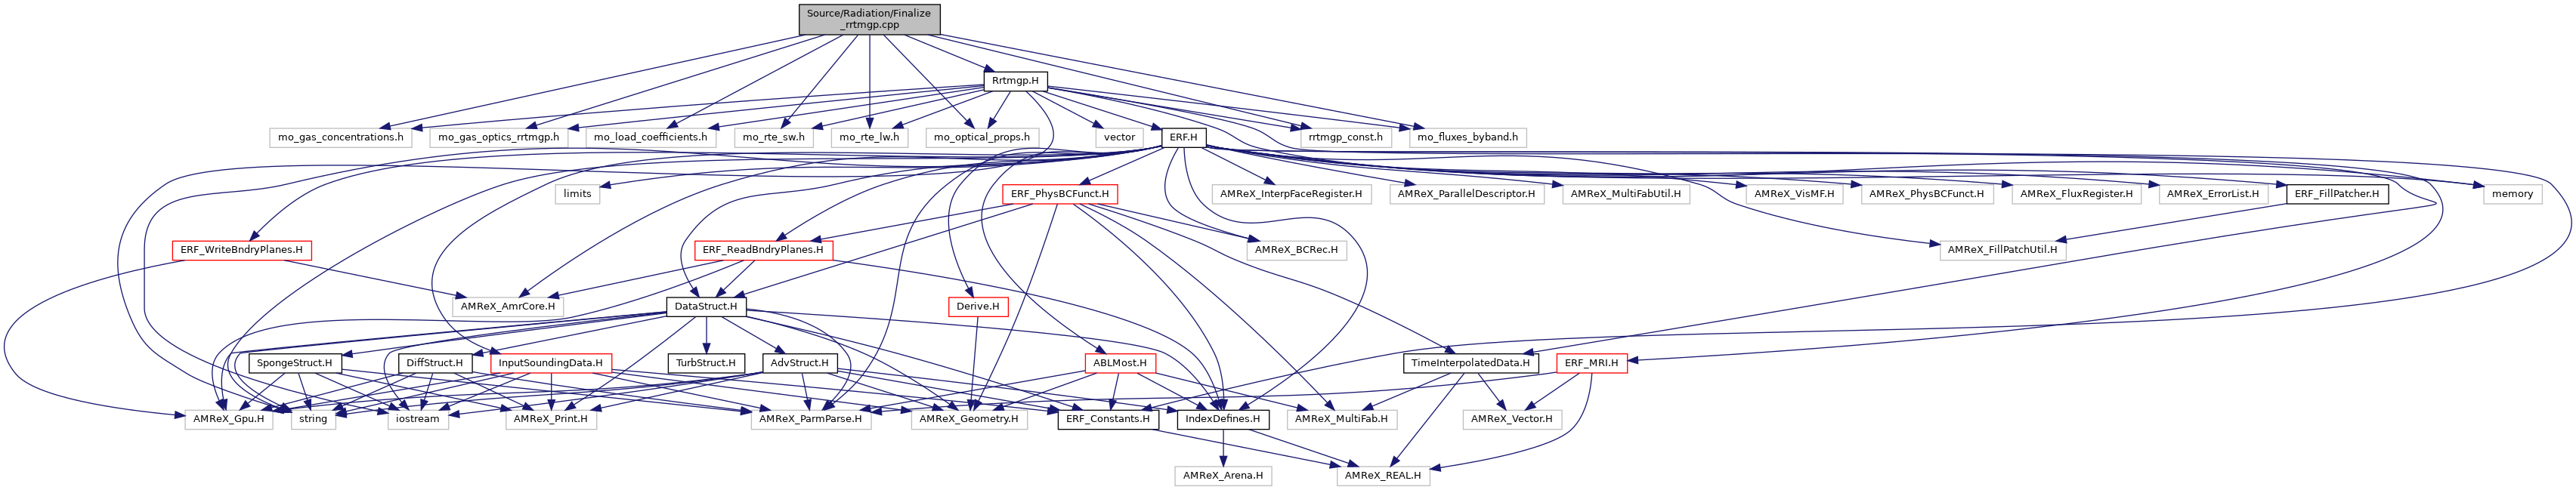 Source/Radiation/Finalize
_rrtmgp.cpp
Rrtmgp.H
mo_gas_concentrations.h
mo_gas_optics_rrtmgp.h
mo_load_coefficients.h
mo_rte_sw.h
mo_rte_lw.h
mo_optical_props.h
vector
ERF.H
rrtmgp_const.h
mo_fluxes_byband.h
limits
ERF_PhysBCFunct.H
AMReX_InterpFaceRegister.H
AMReX_ParallelDescriptor.H
AMReX_MultiFabUtil.H
AMReX_VisMF.H
AMReX_PhysBCFunct.H
AMReX_FluxRegister.H
AMReX_ErrorList.H
ERF_FillPatcher.H
memory
ERF_WriteBndryPlanes.H
ERF_ReadBndryPlanes.H
AMReX_BCRec.H
AMReX_FillPatchUtil.H
AMReX_AmrCore.H
DataStruct.H
Derive.H
SpongeStruct.H
DiffStruct.H
InputSoundingData.H
TurbStruct.H
AdvStruct.H
ABLMost.H
TimeInterpolatedData.H
ERF_MRI.H
AMReX_Gpu.H
string
iostream
AMReX_Print.H
AMReX_ParmParse.H
AMReX_Geometry.H
ERF_Constants.H
IndexDefines.H
AMReX_MultiFab.H
AMReX_Vector.H
AMReX_Arena.H
AMReX_REAL.H